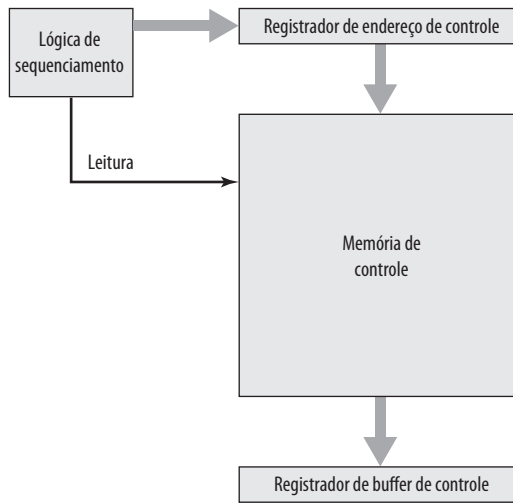 Lógica de
sequenciamento
Registrador de endereço de controle
Leitura
Memória de
controle
Registrador de buffer de controle